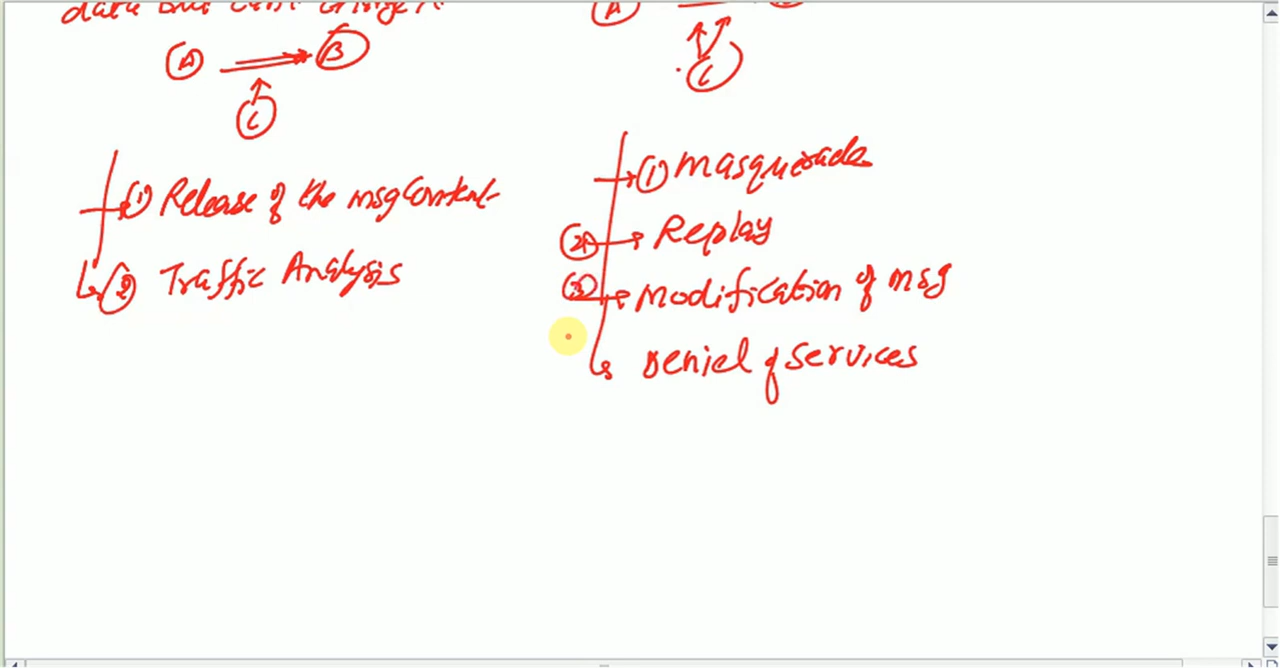 data but can't change it
A B
C
(1) Release of the msg Content
(2) Traffic Analysis
A
C
(1) Masquerade
(2) Replay
(3) Modification of msg
Deniel of services